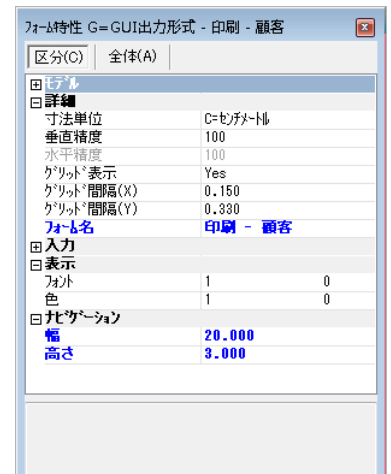 ﾌｫｰﾑ特性 G=GUI出力形式 - 印刷 - 顧客
区分(C) 全体(A)
ﾓﾃﾞﾙ
詳細
寸法単位 C=ｾﾝﾁﾒｰﾄﾙ
垂直精度 100
水平精度 100
ｸﾞﾘｯﾄﾞ表示 Yes
ｸﾞﾘｯﾄﾞ間隔(X) 0.150
ｸﾞﾘｯﾄﾞ間隔(Y) 0.330
ﾌｫｰﾑ名 印刷 - 顧客
入力
表示
ﾌｫﾝﾄ 1 0
色 1 0
ﾅﾋﾞｹﾞｰｼｮﾝ
幅 20.000
高さ 3.000